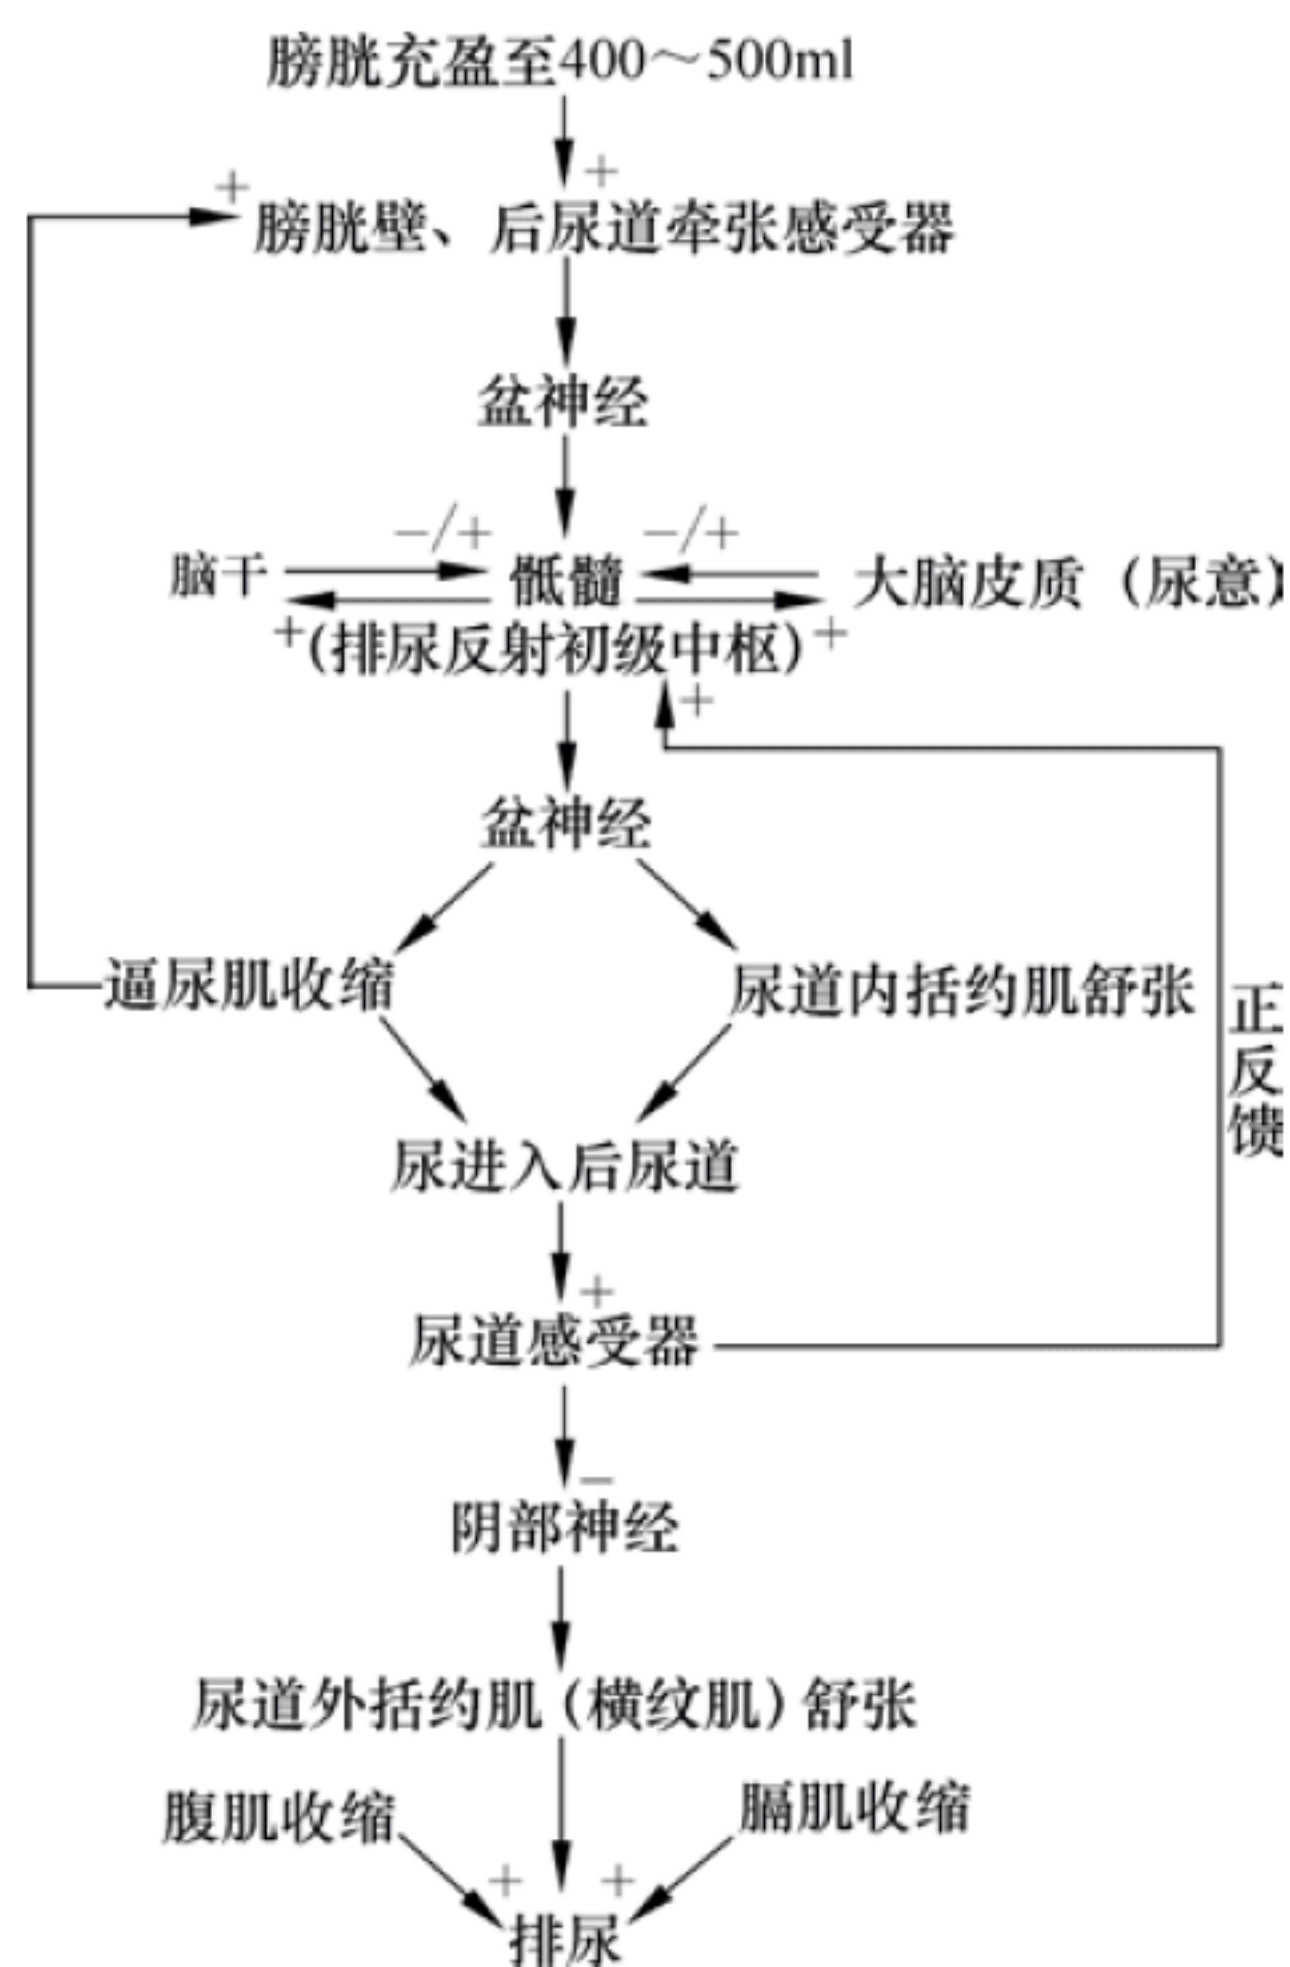 膀胱充盈至400～500ml
+
+
膀胱壁、后尿道牵张感受器
盆神经
−/+ −/+
脑干 骶髓 大脑皮质（尿意）
+(排尿反射初级中枢)+
+
盆神经
逼尿肌收缩 尿道内括约肌舒张
正反馈
尿进入后尿道
+
尿道感受器
−
阴部神经
尿道外括约肌(横纹肌)舒张
腹肌收缩 膈肌收缩
+ +
排尿